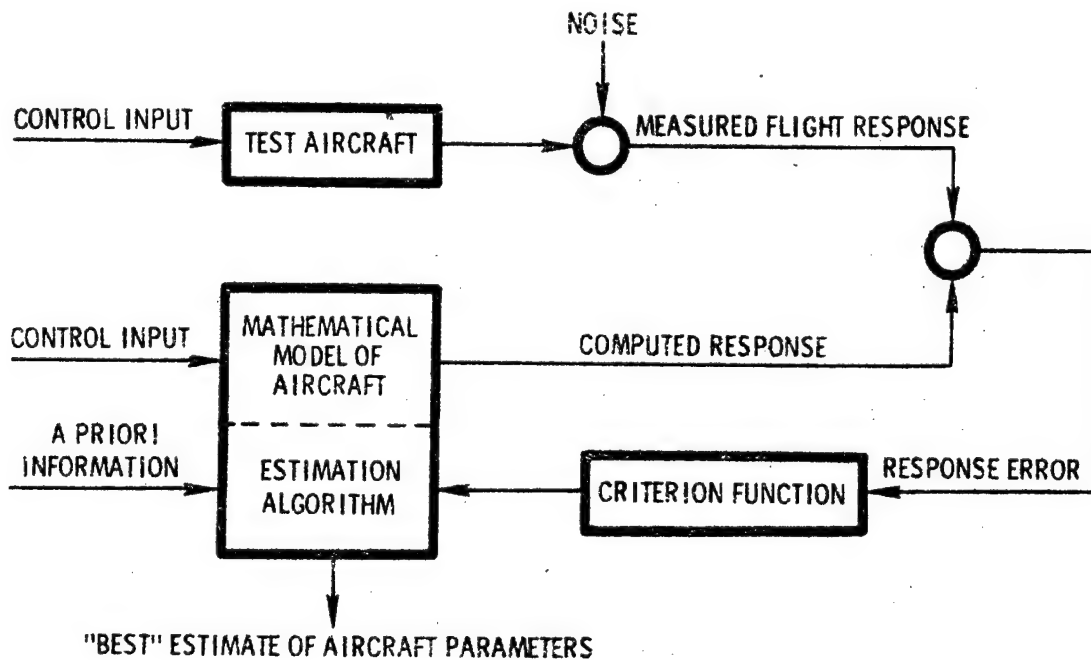 NOISE
CONTROL INPUT
TEST AIRCRAFT
MEASURED FLIGHT RESPONSE
CONTROL INPUT
MATHEMATICAL
MODEL OF
AIRCRAFT
COMPUTED RESPONSE
A PRIORI
INFORMATION
ESTIMATION
ALGORITHM
CRITERION FUNCTION
RESPONSE ERROR
"BEST" ESTIMATE OF AIRCRAFT PARAMETERS